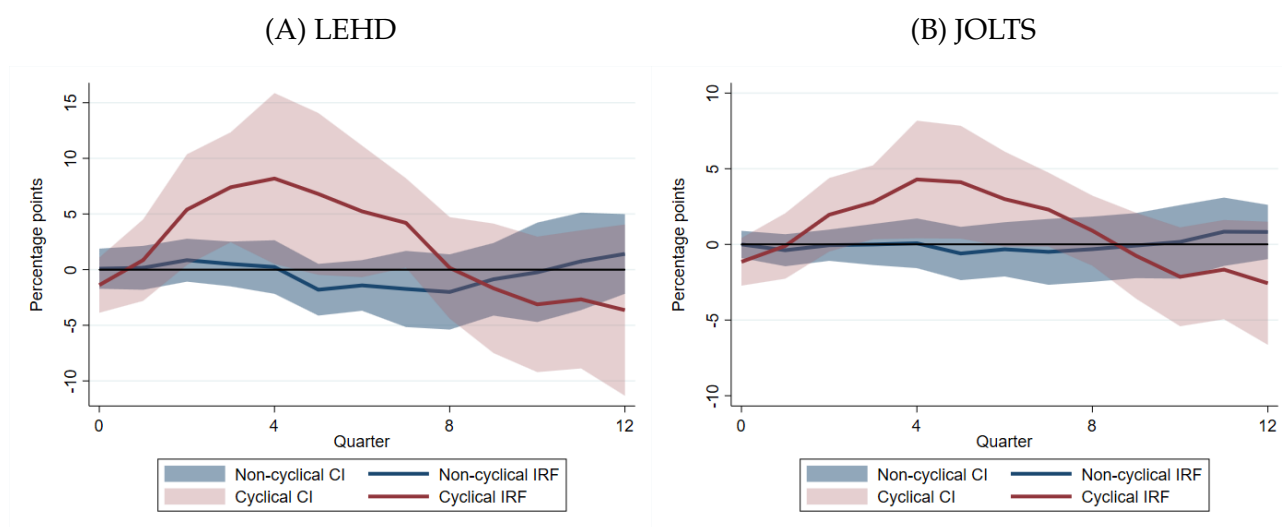 (A) LEHD
15
10
5
0
-5
-10
Percentage points
0 4 8 12
Quarter
Non-cyclical CI Non-cyclical IRF
Cyclical CI Cyclical IRF
(B) JOLTS
10
5
0
-5
-10
Percentage points
0 4 8 12
Quarter
Non-cyclical CI Non-cyclical IRF
Cyclical CI Cyclical IRF